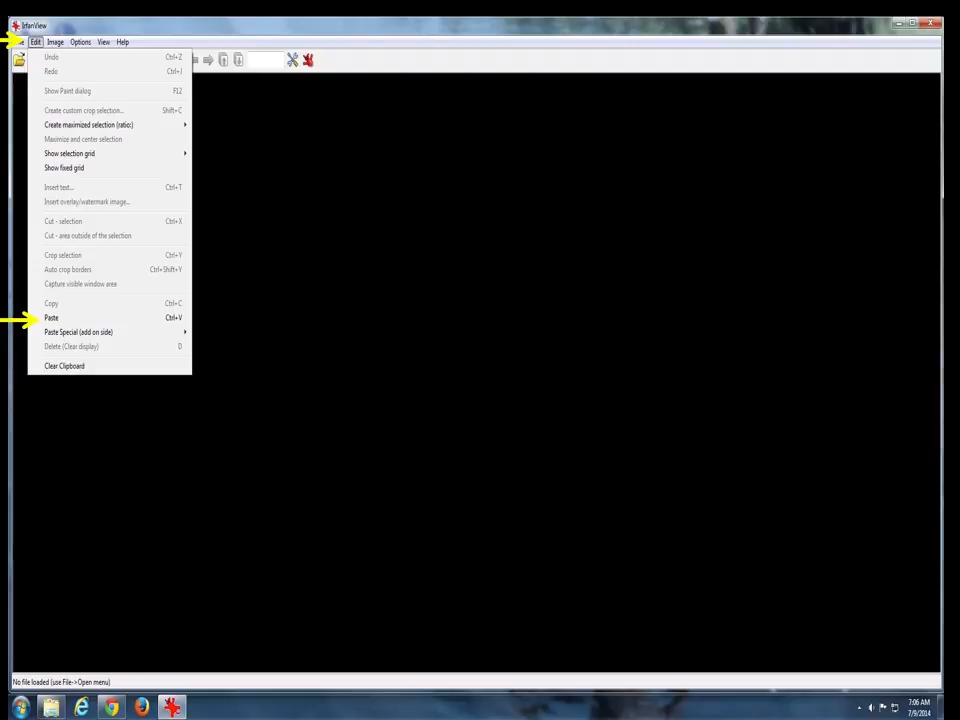 IrfanView
Edit Image Options View Help
Undo Ctrl+Z
Redo Ctrl+J
Show Paint dialog F12
Create custom crop selection... Shift+C
Create maximized selection (ratio:)
Maximize and center selection
Show selection grid
Show fixed grid
Insert text... Ctrl+T
Insert overlay/watermark image...
Cut - selection Ctrl+X
Cut - area outside of the selection
Crop selection Ctrl+Y
Auto crop borders Ctrl+Shift+Y
Capture visible window area
Copy Ctrl+C
Paste Ctrl+V
Paste Special (add on side)
Delete (Clear display) D
Clear Clipboard
No file loaded (use File->Open menu)
7:06 AM
7/9/2014